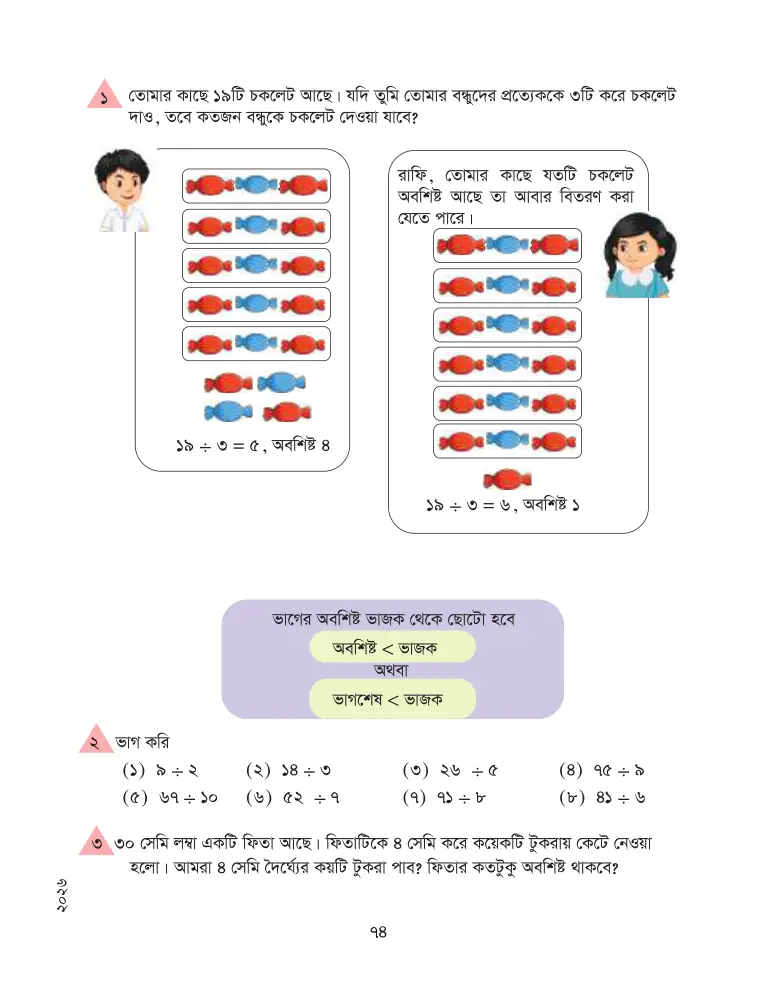 ১ তোমার কাছে ১৯টি চকলেট আছে। যদি তুমি তোমার বন্ধুদের প্রত্যেককে ৩টি করে চকলেট
দাও, তবে কতজন বন্ধুকে চকলেট দেওয়া যাবে?
১৯ ÷ ৩ = ৫, অবশিষ্ট ৪
রাফি, তোমার কাছে যতটি চকলেট
অবশিষ্ট আছে তা আবার বিতরণ করা
যেতে পারে।
১৯ ÷ ৩ = ৬, অবশিষ্ট ১
ভাগের অবশিষ্ট ভাজক থেকে ছোটো হবে
অবশিষ্ট < ভাজক
অথবা
ভাগশেষ < ভাজক
২ ভাগ করি
(১) ৯ ÷ ২ (২) ১৪ ÷ ৩ (৩) ২৬ ÷ ৫ (৪) ৭৫ ÷ ৯
(৫) ৬৭ ÷ ১০ (৬) ৫২ ÷ ৭ (৭) ৭১ ÷ ৮ (৮) ৪১ ÷ ৬
৩ ৩০ সেমি লম্বা একটি ফিতা আছে। ফিতাটিকে ৪ সেমি করে কয়েকটি টুকরায় কেটে নেওয়া
হলো। আমরা ৪ সেমি দৈর্ঘ্যের কয়টি টুকরা পাব? ফিতার কতটুকু অবশিষ্ট থাকবে?
২০২৬
৭৪